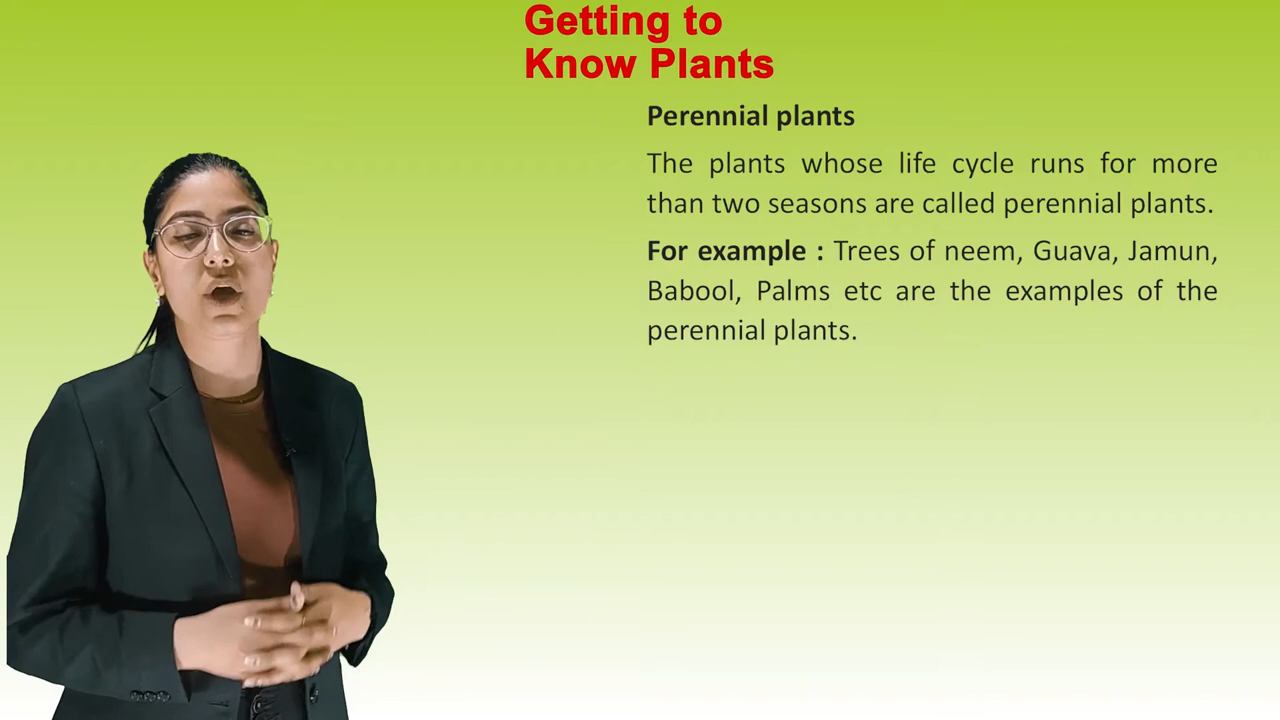 Getting to
Know Plants
Perennial plants
The plants whose life cycle runs for more
than two seasons are called perennial plants.
For example : Trees of neem, Guava, Jamun,
Babool, Palms etc are the examples of the
perennial plants.